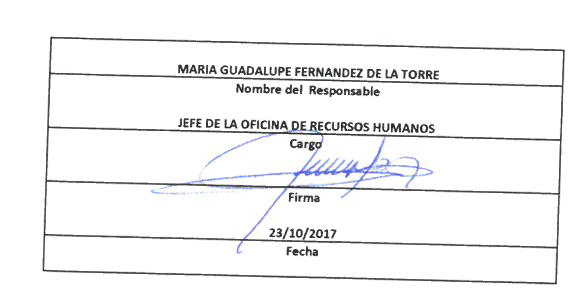 MARIA GUADALUPE FERNANDEZ DE LA TORRE
Nombre del Responsable
JEFE DE LA OFICINA DE RECURSOS HUMANOS
Cargo
Firma
23/10/2017
Fecha